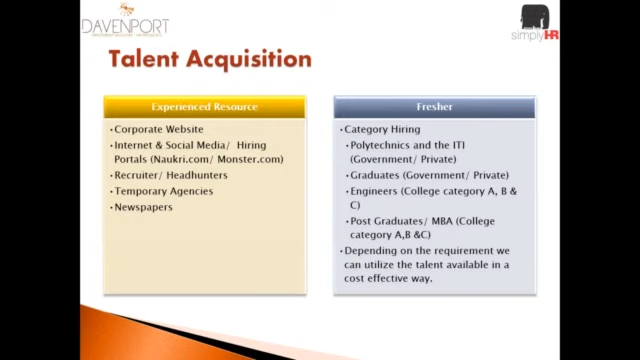 DAVENPORT
simplyHR
Talent Acquisition
Experienced Resource
• Corporate Website
• Internet & Social Media/ Hiring
Portals (Naukri.com/ Monster.com)
• Recruiter/ Headhunters
• Temporary Agencies
• Newspapers
Fresher
• Category Hiring
• Polytechnics and the ITI
(Government/ Private)
• Graduates (Government/ Private)
• Engineers (College category A, B &
C)
• Post Graduates/ MBA (College
category A,B &C)
• Depending on the requirement we
can utilize the talent available in a
cost effective way.